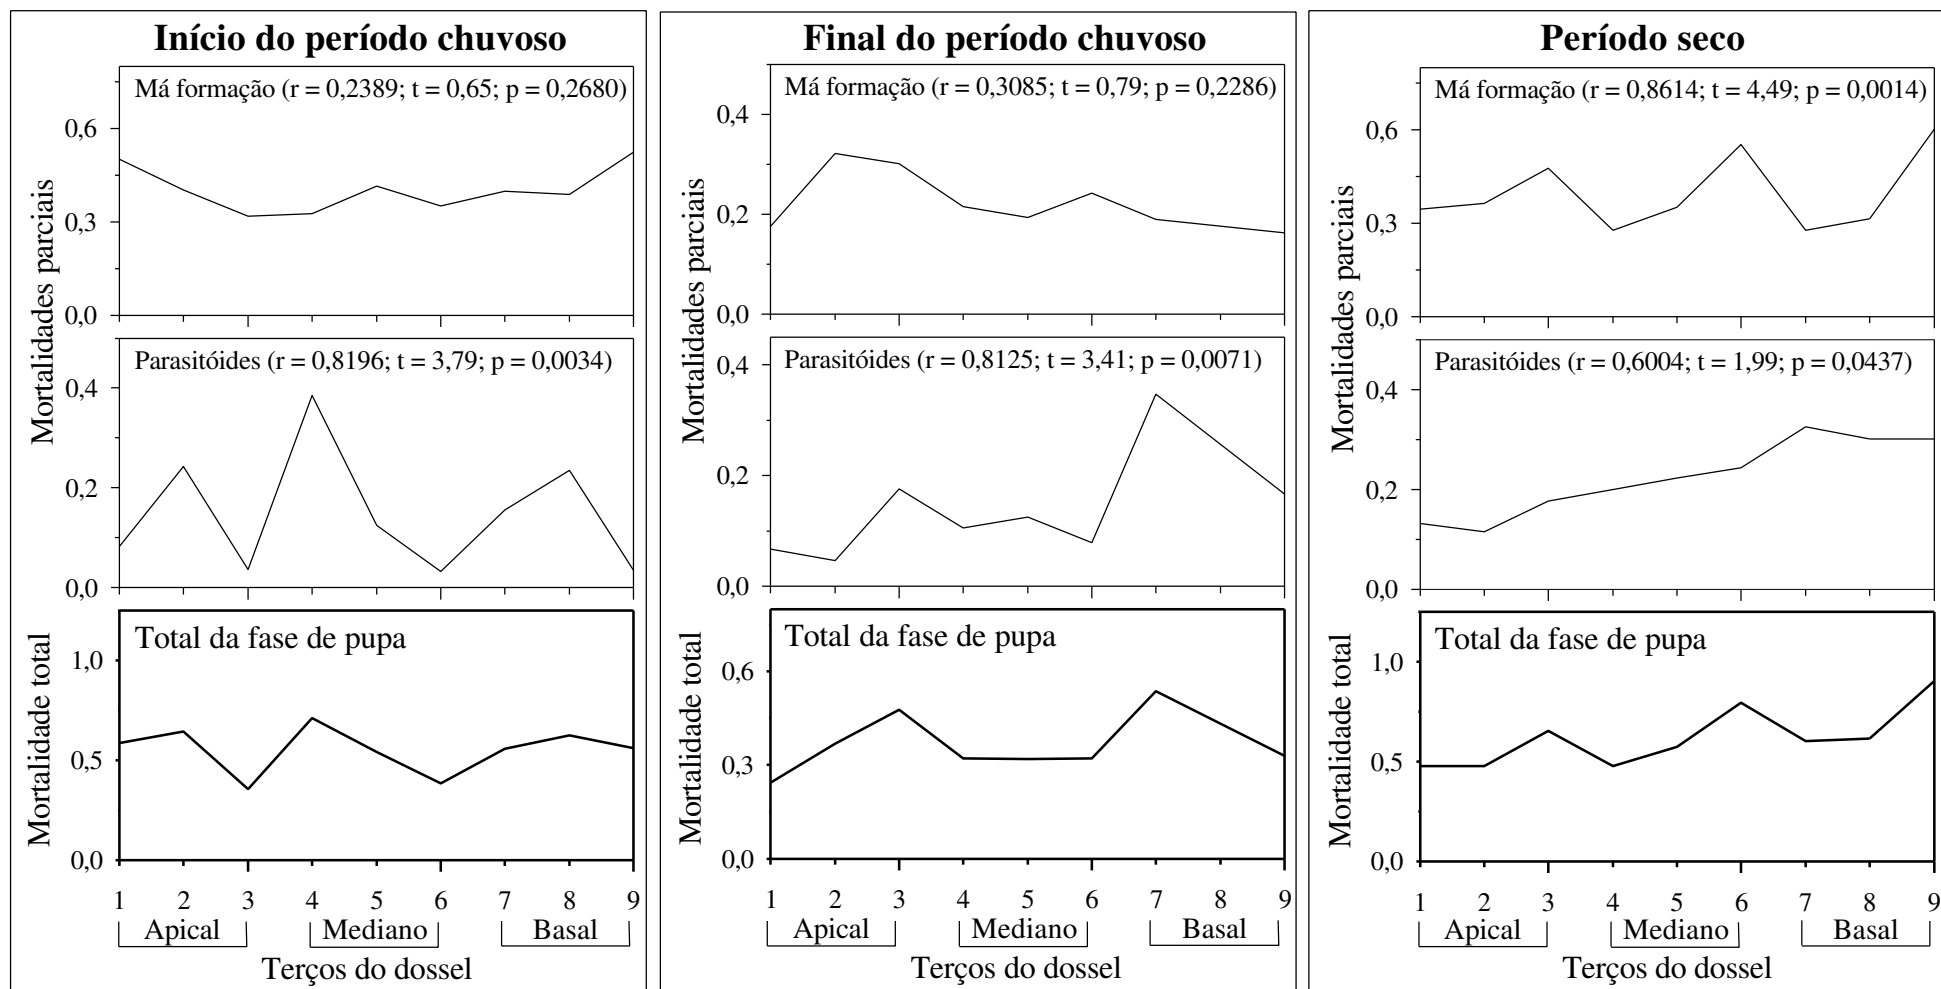 Início do período chuvoso
Má formação (r = 0,2389; t = 0,65; p = 0,2680)
0,6
0,3
0,0
Mortalidades parciais
Parasitóides (r = 0,8196; t = 3,79; p = 0,0034)
0,4
0,2
0,0
Total da fase de pupa
1,0
0,5
0,0
Mortalidade total
1 2 3 4 5 6 7 8 9
Apical Mediano Basal
Terços do dossel
Final do período chuvoso
Má formação (r = 0,3085; t = 0,79; p = 0,2286)
0,4
0,2
0,0
Mortalidades parciais
Parasitóides (r = 0,8125; t = 3,41; p = 0,0071)
0,4
0,2
0,0
Total da fase de pupa
0,6
0,3
0,0
Mortalidade total
1 2 3 4 5 6 7 8 9
Apical Mediano Basal
Terços do dossel
Período seco
Má formação (r = 0,8614; t = 4,49; p = 0,0014)
0,6
0,3
0,0
Mortalidades parciais
Parasitóides (r = 0,6004; t = 1,99; p = 0,0437)
0,4
0,2
0,0
Total da fase de pupa
1,0
0,5
0,0
Mortalidade total
1 2 3 4 5 6 7 8 9
Apical Mediano Basal
Terços do dossel